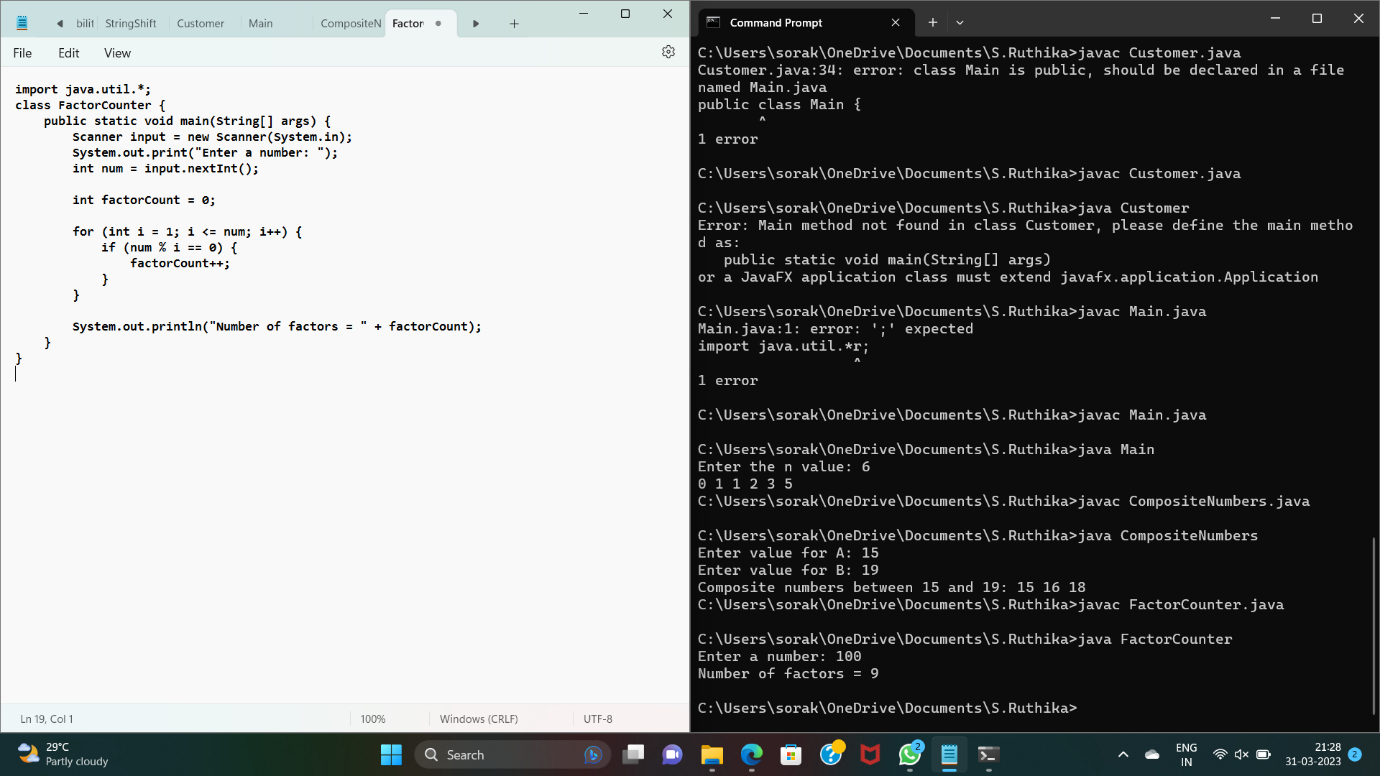 bilit StringShift Customer Main CompositeN Factor
File Edit View
import java.util.*;
class FactorCounter {
    public static void main(String[] args) {
        Scanner input = new Scanner(System.in);
        System.out.print("Enter a number: ");
        int num = input.nextInt();
        int factorCount = 0;
        for (int i = 1; i <= num; i++) {
            if (num % i == 0) {
                factorCount++;
            }
        }
        System.out.println("Number of factors = " + factorCount);
    }
}
Ln 19, Col 1 100% Windows (CRLF) UTF-8
Command Prompt
C:\Users\sorak\OneDrive\Documents\S.Ruthika>javac Customer.java
Customer.java:34: error: class Main is public, should be declared in a file
named Main.java
public class Main {
       ^
1 error
C:\Users\sorak\OneDrive\Documents\S.Ruthika>javac Customer.java
C:\Users\sorak\OneDrive\Documents\S.Ruthika>java Customer
Error: Main method not found in class Customer, please define the main metho
d as:
   public static void main(String[] args)
or a JavaFX application class must extend javafx.application.Application
C:\Users\sorak\OneDrive\Documents\S.Ruthika>javac Main.java
Main.java:1: error: ';' expected
import java.util.*r;
                  ^
1 error
C:\Users\sorak\OneDrive\Documents\S.Ruthika>javac Main.java
C:\Users\sorak\OneDrive\Documents\S.Ruthika>java Main
Enter the n value: 6
0 1 1 2 3 5
C:\Users\sorak\OneDrive\Documents\S.Ruthika>javac CompositeNumbers.java
C:\Users\sorak\OneDrive\Documents\S.Ruthika>java CompositeNumbers
Enter value for A: 15
Enter value for B: 19
Composite numbers between 15 and 19: 15 16 18
C:\Users\sorak\OneDrive\Documents\S.Ruthika>javac FactorCounter.java
C:\Users\sorak\OneDrive\Documents\S.Ruthika>java FactorCounter
Enter a number: 100
Number of factors = 9
C:\Users\sorak\OneDrive\Documents\S.Ruthika>
29°C
Partly cloudy
Search
2
ENG
IN
21:28
31-03-2023
2